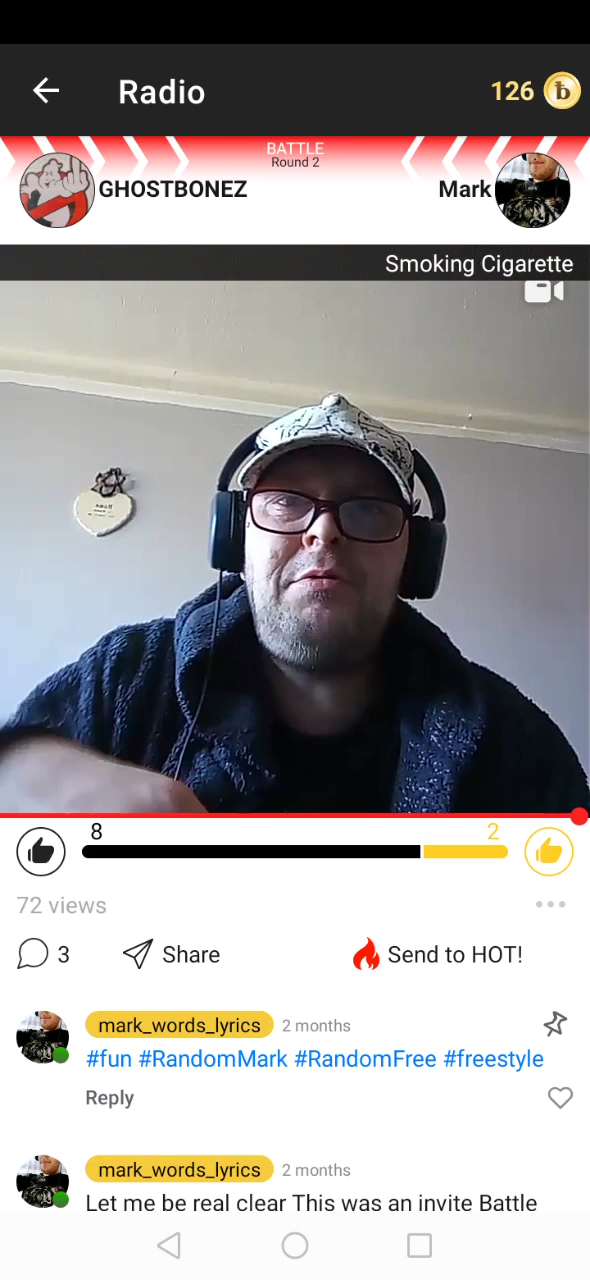 Radio
126
BATTLE
Round 2
GHOSTBONEZ
Mark
Smoking Cigarette
8
2
72 views
3
Share
Send to HOT!
mark_words_lyrics 2 months
#fun #RandomMark #RandomFree #freestyle
Reply
mark_words_lyrics 2 months
Let me be real clear This was an invite Battle